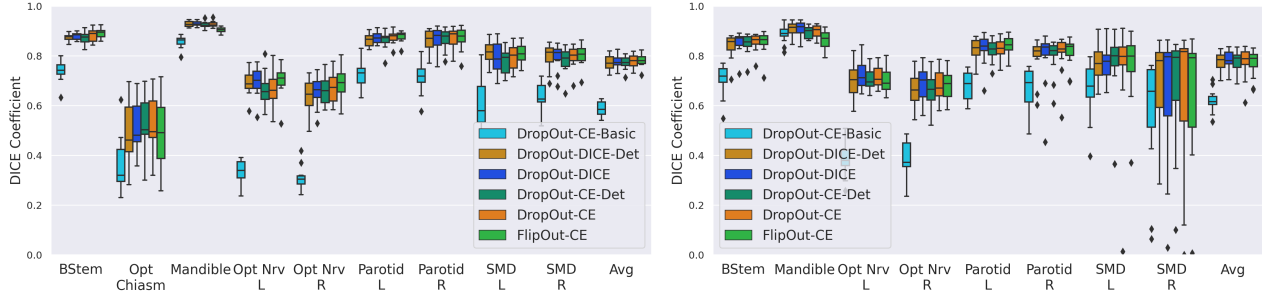 DICE Coefficient
1.0
0.8
0.6
0.4
0.2
0.0
DropOut-CE-Basic
DropOut-DICE-Det
DropOut-DICE
DropOut-CE-Det
DropOut-CE
FlipOut-CE
BStem Opt Mandible Opt Nrv Opt Nrv Parotid Parotid SMD SMD Avg
Chiasm L R L R L R
DICE Coefficient
1.0
0.8
0.6
0.4
0.2
0.0
DropOut-CE-Basic
DropOut-DICE-Det
DropOut-DICE
DropOut-CE-Det
DropOut-CE
FlipOut-CE
BStem Mandible Opt Nrv Opt Nrv Parotid Parotid SMD SMD Avg
L R L R L R